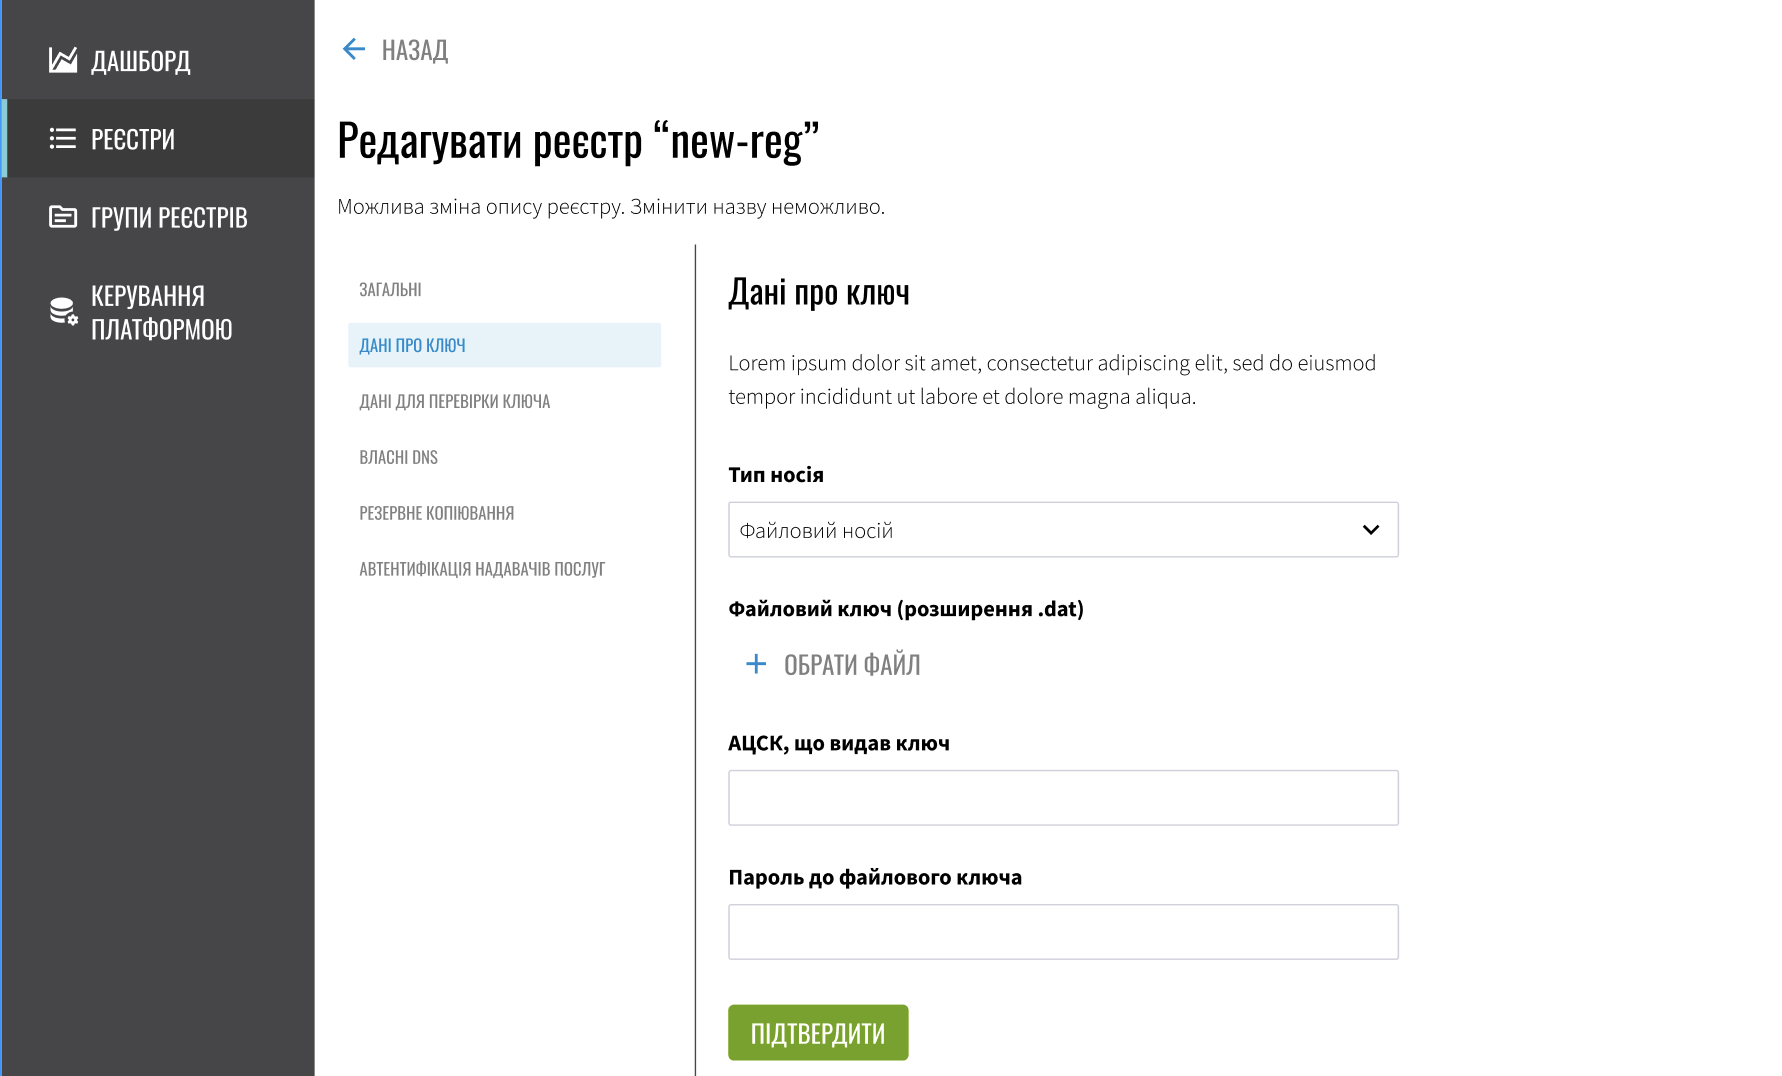 ДАШБОРД
РЕЄСТРИ
ГРУПИ РЕЄСТРІВ
КЕРУВАННЯ
ПЛАТФОРМОЮ
НАЗАД
Редагувати реєстр “new-reg”
Можлива зміна опису реєстру. Змінити назву неможливо.
ЗАГАЛЬНІ
ДАНІ ПРО КЛЮЧ
ДАНІ ДЛЯ ПЕРЕВІРКИ КЛЮЧА
ВЛАСНІ DNS
РЕЗЕРВНЕ КОПІЮВАННЯ
АВТЕНТИФІКАЦІЯ НАДАВАЧІВ ПОСЛУГ
Дані про ключ
Lorem ipsum dolor sit amet, consectetur adipiscing elit, sed do eiusmod
tempor incididunt ut labore et dolore magna aliqua.
Тип носія
Файловий носій
Файловий ключ (розширення .dat)
ОБРАТИ ФАЙЛ
АЦСК, що видав ключ
Пароль до файлового ключа
ПІДТВЕРДИТИ